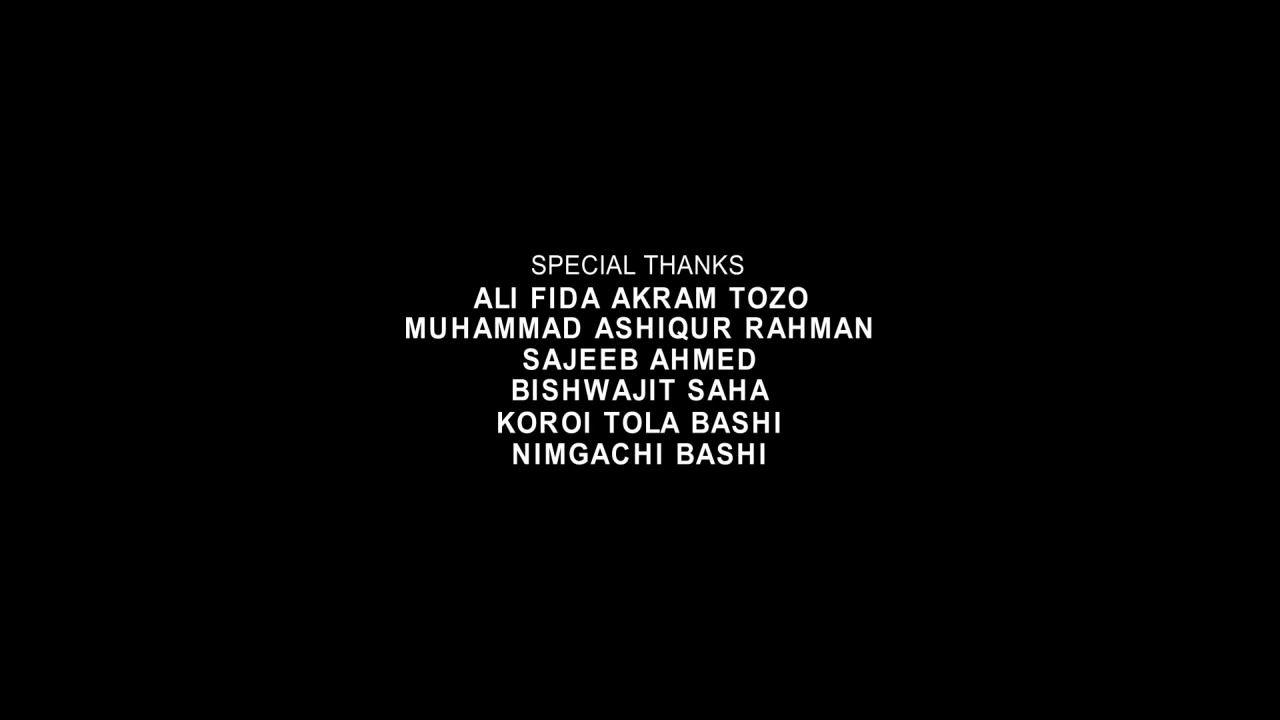 SPECIAL THANKS
ALI FIDA AKRAM TOZO
MUHAMMAD ASHIQUR RAHMAN
SAJEEB AHMED
BISHWAJIT SAHA
KOROI TOLA BASHI
NIMGACHI BASHI